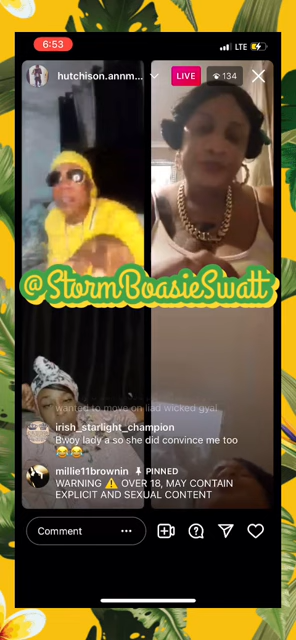 6:53
LTE
hutchison.annm...
LIVE
134
@StormBoasieSwatt
wanted to move on liad wicked gyal
irish_starlight_champion
Bwoy lady a so she did convince me too
😂😂
millie11brownin PINNED
WARNING ⚠️ OVER 18, MAY CONTAIN
EXPLICIT AND SEXUAL CONTENT
Comment ...